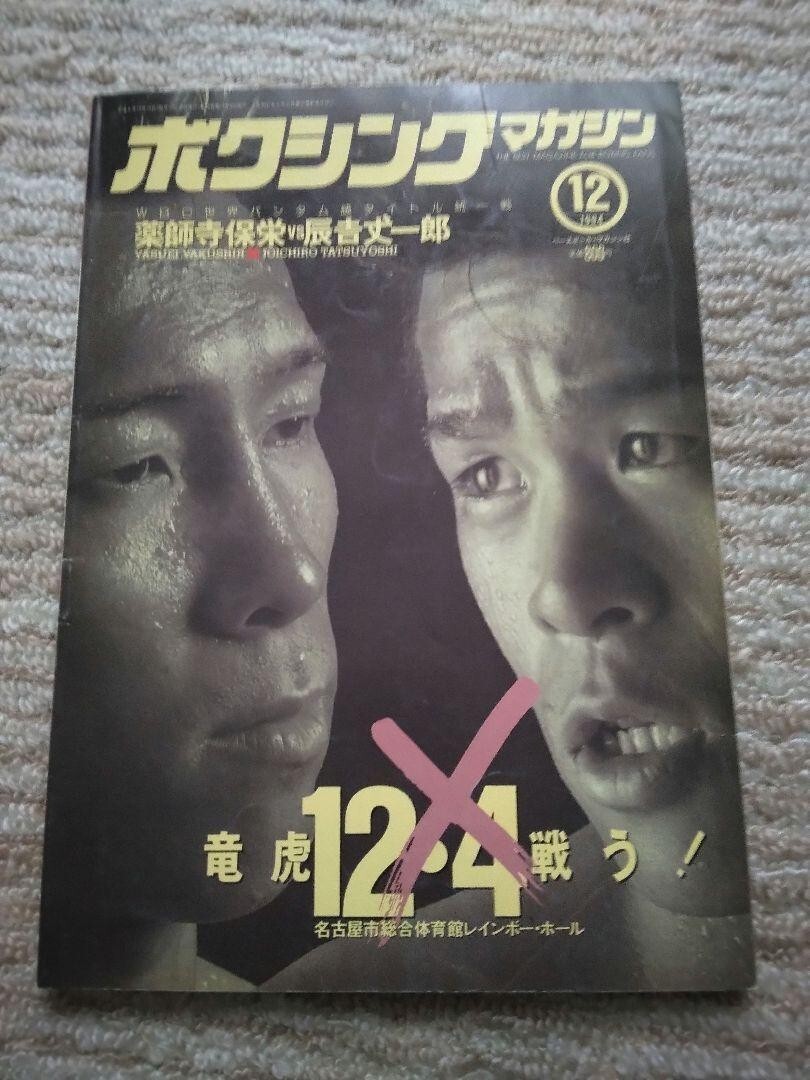 ボクシング マガジン
12
1994
WBC世界バンタム級タイトル統一戦
薬師寺保栄vs辰吉丈一郎
YASUEI YAKUSHIJI × JOICHIRO TATSUYOSHI
竜虎 12・4 戦う！
名古屋市総合体育館レインボー・ホール